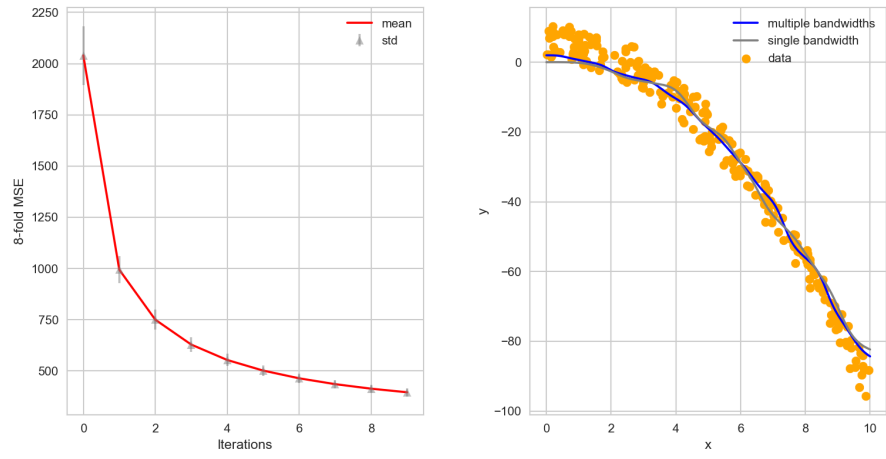 2250
2000
1750
1500
1250
1000
750
500
8-fold MSE
0
2
4
6
8
Iterations
mean
std
0
−20
−40
−60
−80
−100
y
0
2
4
6
8
10
x
multiple bandwidths
single bandwidth
data